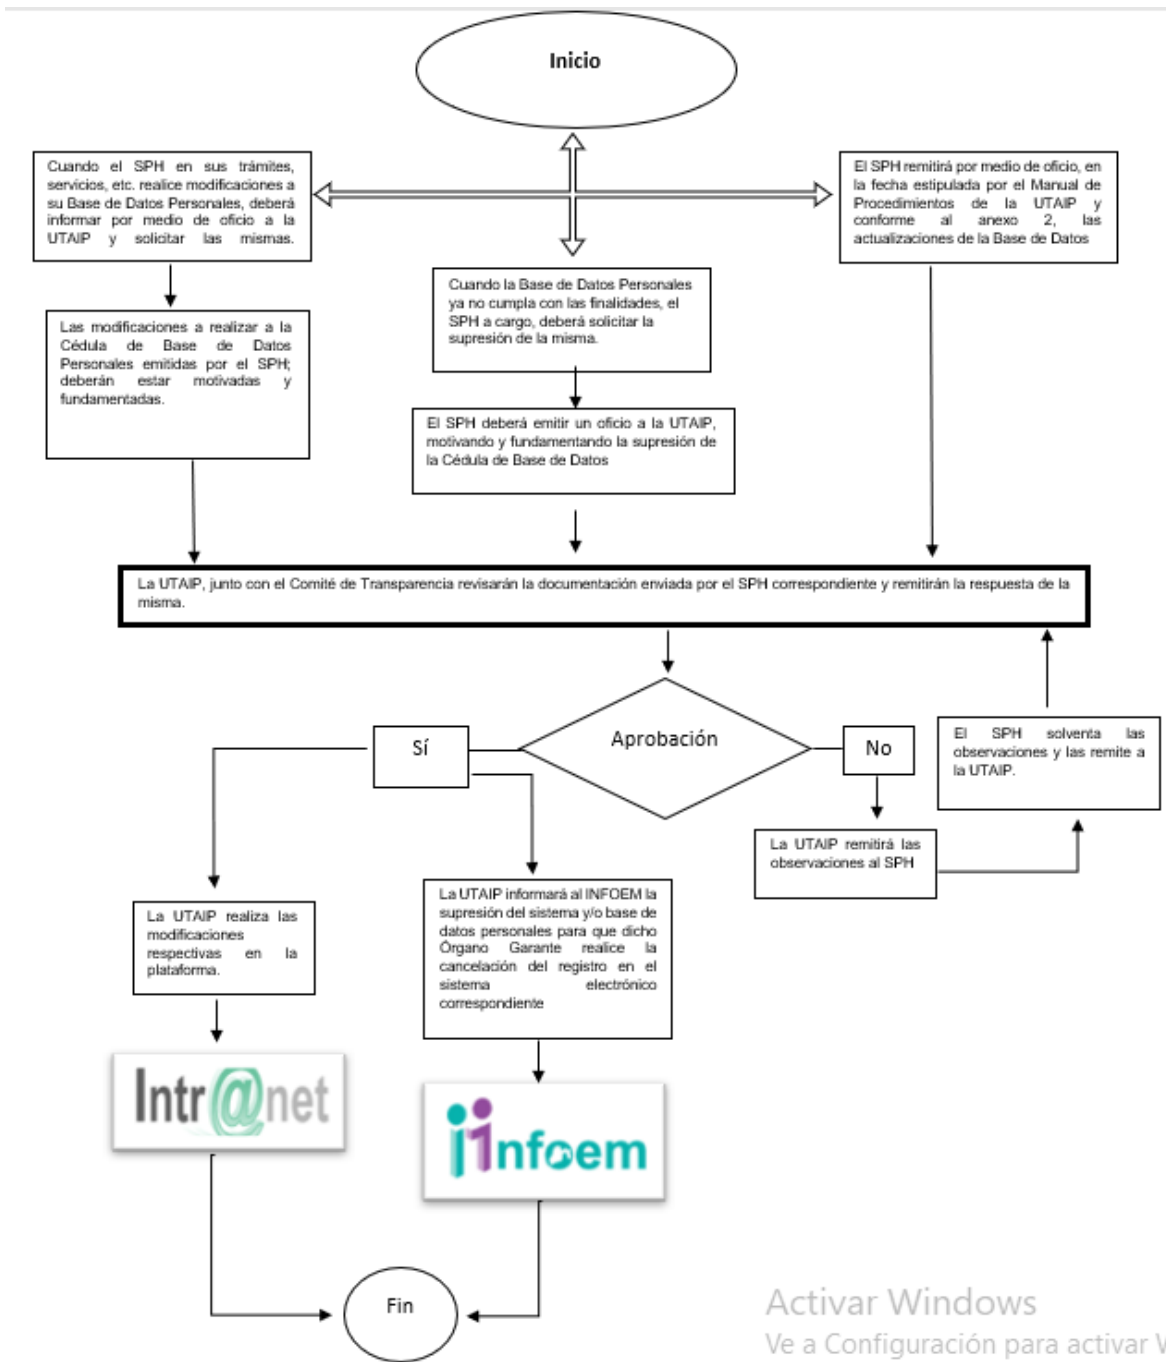 Inicio
Cuando el SPH en sus trámites,
servicios, etc. realice modificaciones a
su Base de Datos Personales, deberá
informar por medio de oficio a la
UTAIP y solicitar las mismas.
El SPH remitirá por medio de oficio, en
la fecha estipulada por el Manual de
Procedimientos de la UTAIP y
conforme al anexo 2, las
actualizaciones de la Base de Datos
Cuando la Base de Datos Personales
ya no cumpla con las finalidades, el
SPH a cargo, deberá solicitar la
supresión de la misma.
Las modificaciones a realizar a la
Cédula de Base de Datos
Personales emitidas por el SPH;
deberán estar motivadas y
fundamentadas.
El SPH deberá emitir un oficio a la UTAIP,
motivando y fundamentando la supresión de
la Cédula de Base de Datos
La UTAIP, junto con el Comité de Transparencia revisarán la documentación enviada por el SPH correspondiente y remitirán la respuesta de la
misma.
Aprobación
Sí
No
El SPH solventa las
observaciones y las remite a
la UTAIP.
La UTAIP remitirá las
observaciones al SPH
La UTAIP realiza las
modificaciones
respectivas en la
plataforma.
La UTAIP informará al INFOEM la
supresión del sistema y/o base de
datos personales para que dicho
Órgano Garante realice la
cancelación del registro en el
sistema electrónico
correspondiente
Intr@net
infoem
Fin
Activar Windows
Ve a Configuración para activar W